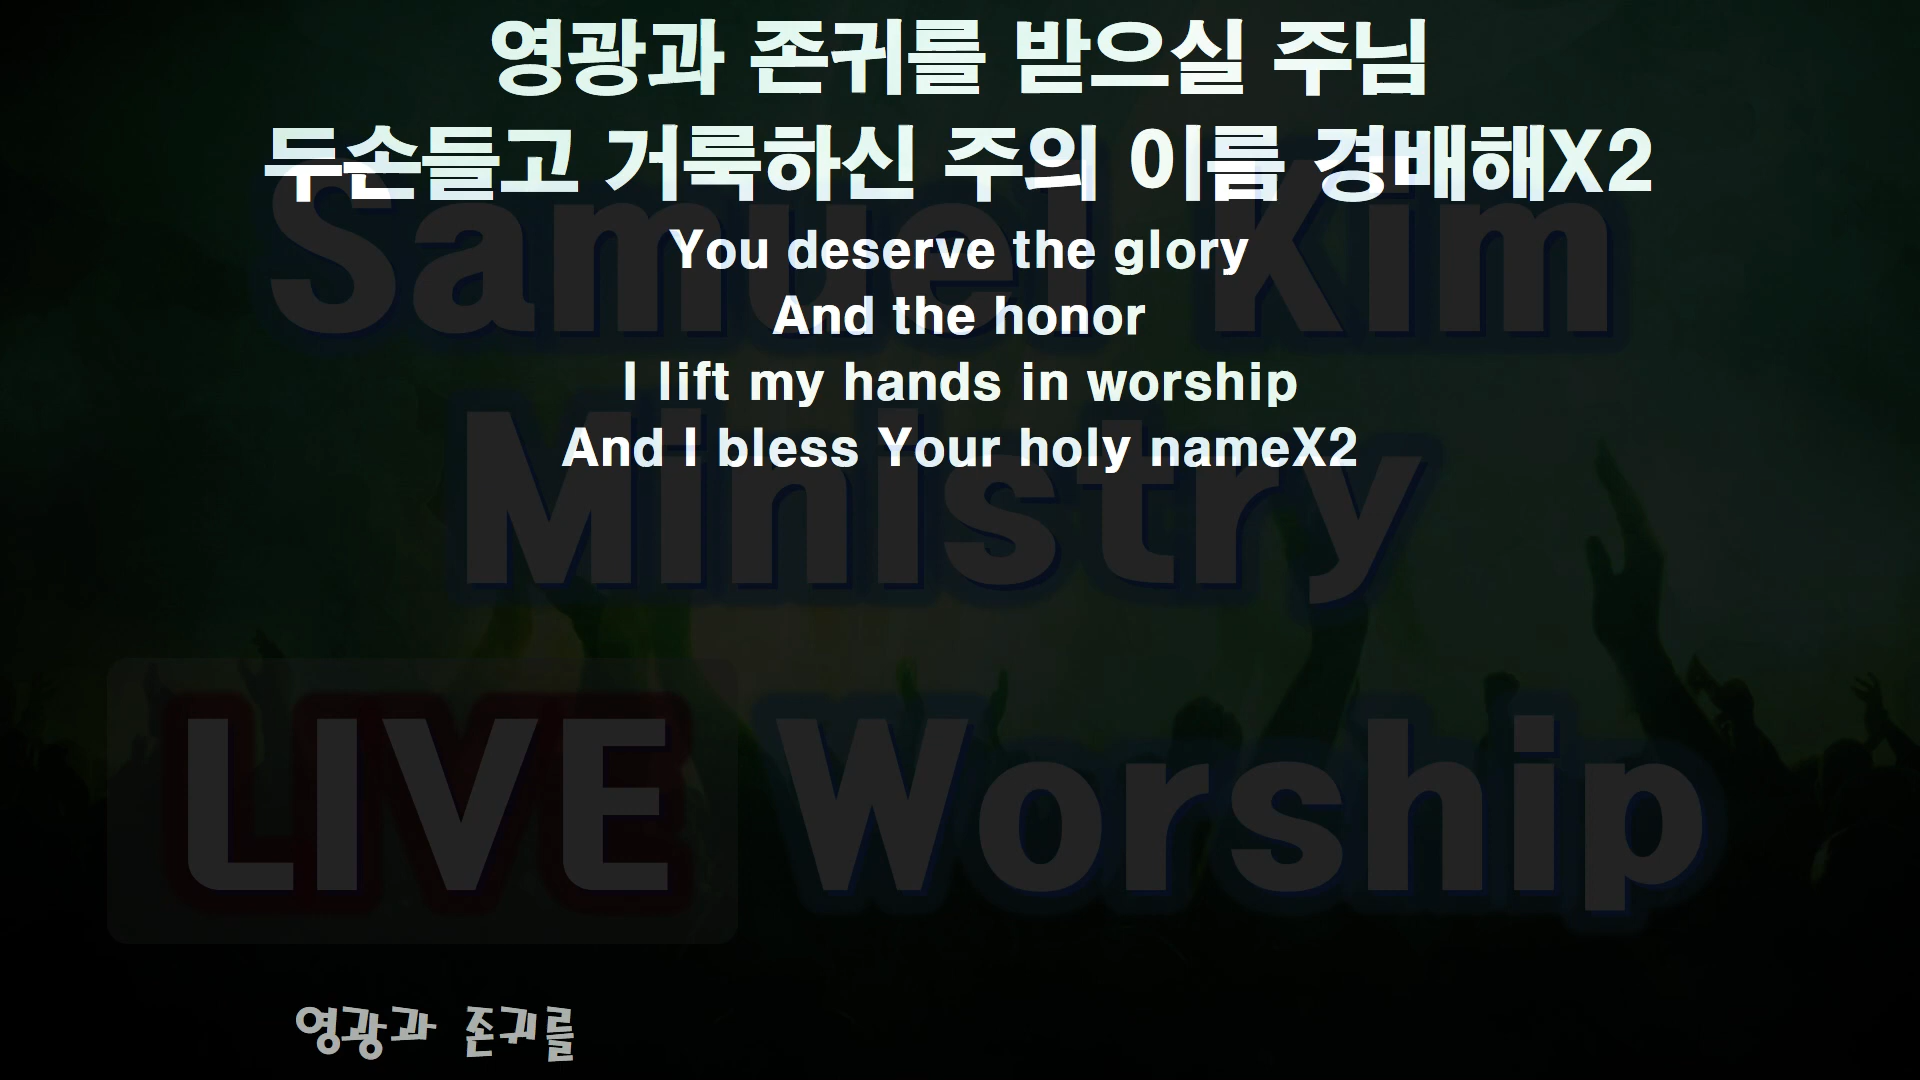 영광과 존귀를 받으실 주님
두손들고 거룩하신 주의 이름 경배해X2
You deserve the glory
And the honor
I lift my hands in worship
And I bless Your holy nameX2
Samuel Kim
Ministry
LIVE Worship
영광과 존귀를